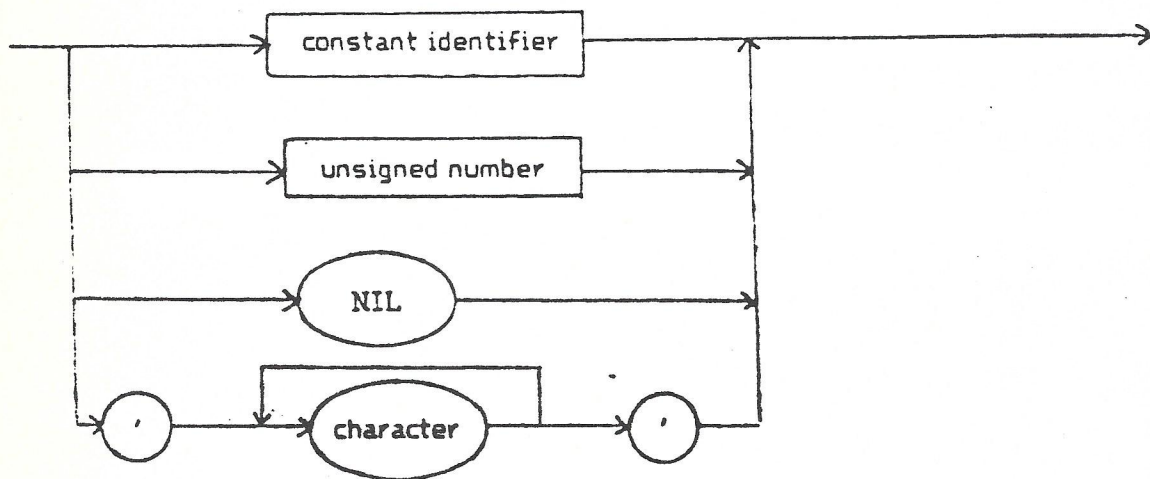 constant identifier
unsigned number
NIL
' character '